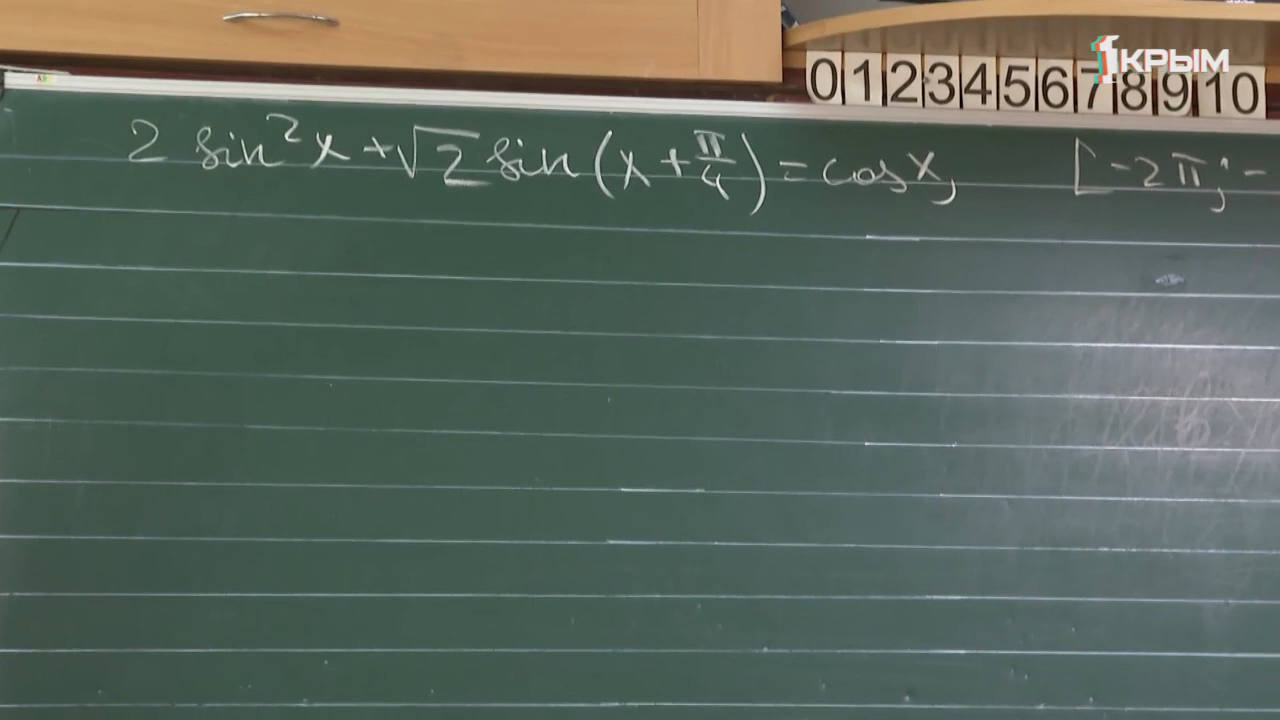 1КРЫМ
0 1 2 3 4 5 6 7 8 9 10
2 sin²x + √2 sin(x + π/4) = cos x, [-2π; -